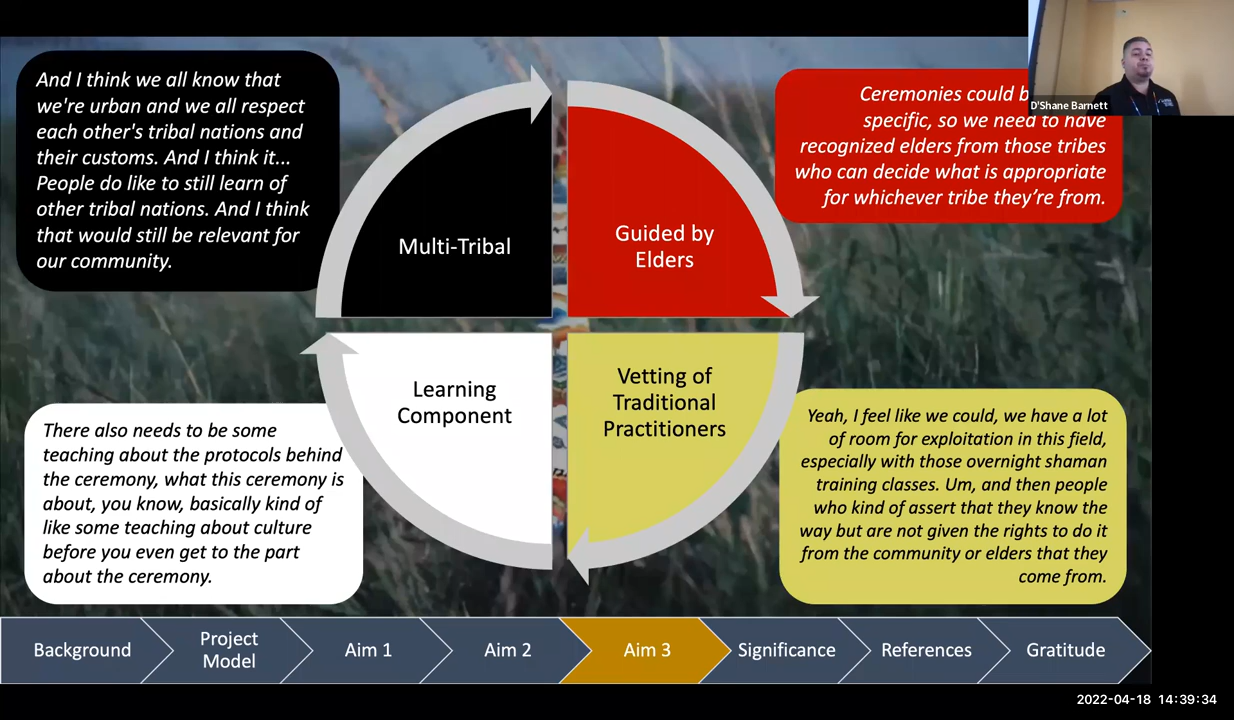 And I think we all know that
we're urban and we all respect
each other's tribal nations and
their customs. And I think it...
People do like to still learn of
other tribal nations. And I think
that would still be relevant for
our community.
Multi-Tribal
Guided by
Elders
Ceremonies could
specific, so we need to have
recognized elders from those tribes
who can decide what is appropriate
for whichever tribe they're from.
D'Shane Barnett
Learning
Component
Vetting of
Traditional
Practitioners
There also needs to be some
teaching about the protocols behind
the ceremony, what this ceremony is
about, you know, basically kind of
like some teaching about culture
before you even get to the part
about the ceremony.
Yeah, I feel like we could, we have a lot
of room for exploitation in this field,
especially with those overnight shaman
training classes. Um, and then people
who kind of assert that they know the
way but are not given the rights to do it
from the community or elders that they
come from.
Background
Project
Model
Aim 1
Aim 2
Aim 3
Significance
References
Gratitude
2022-04-18 14:39:34